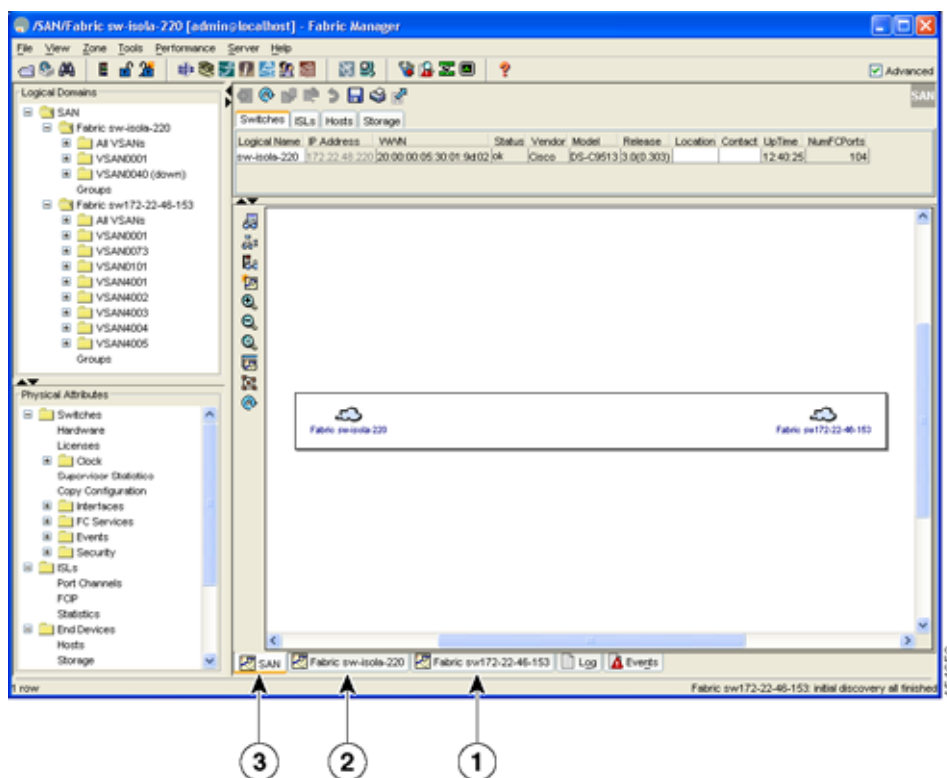 /SAN/Fabric sw-isola-220 [admin@localhost] - Fabric Manager
File View Zone Tools Performance Server Help
Advanced
Logical Domains
SAN
Fabric sw-isola-220
All VSANs
VSAN0001
VSAN0040 (down)
Groups
Fabric sw172-22-46-153
All VSANs
VSAN0001
VSAN0073
VSAN0101
VSAN4001
VSAN4002
VSAN4003
VSAN4004
VSAN4005
Groups
Physical Attributes
Switches
Hardware
Licenses
Clock
Supervisor Statistics
Copy Configuration
Interfaces
FC Services
Events
Security
ISLs
Port Channels
FCIP
Statistics
End Devices
Hosts
Storage
SAN
Switches ISLs Hosts Storage
Logical Name IP Address WWN Status Vendor Model Release Location Contact UpTime NumFCPorts
sw-isola-220 172.22.48.220 20:00:00:05:30:01:9d:02 ok Cisco DS-C9513 3.0(0.303) 12:40:25 104
Fabric sw-isola-220
Fabric sw172-22-46-153
SAN Fabric sw-isola-220 Fabric sw172-22-46-153 Log Events
1 row
Fabric sw172-22-46-153: initial discovery all finished
3 2 1